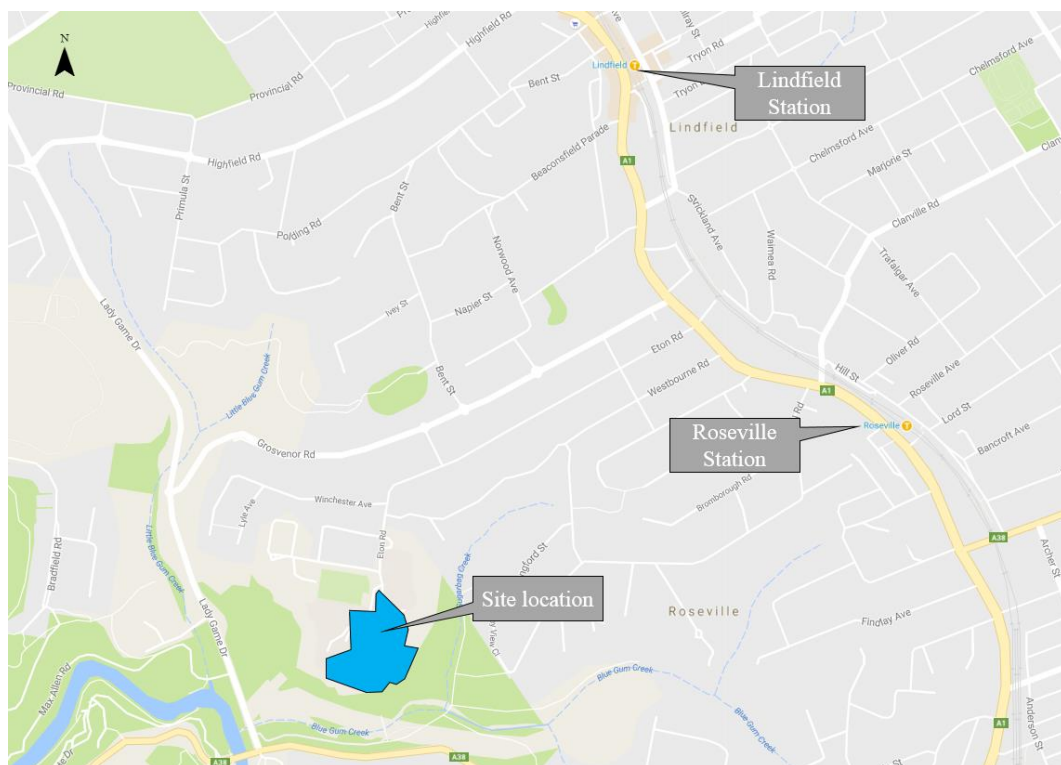 N
Highfield Rd
Tryon Rd
Lindfield
Lindfield
Station
Chelmsford Ave
Provincial Rd
Provincial Rd
Bent St
Lindfield
Beaconsfield Parade
Chelmsford Ave
A1
Highfield Rd
Marjorie St
Primula St
Bent St
Strickland Ave
Clanville Rd
Polding Rd
Waimea Rd
Norwood Ave
Trafalgar Ave
Lady Game Dr
Ivey St
Napier St
Eton Rd
Oliver Rd
Hill St
Westbourne Rd
Roseville Ave
Bent St
A1
Little Blue Gum Creek
Lord St
Roseville
Roseville
Station
Bancroft Ave
Grosvenor Rd
Bromborough Rd
Winchester Ave
Lyle Ave
Little Blue Gum Creek
Eton Rd
A38
Bradfield Rd
Archer St
Site location
Roseville
Lady Game Dr
Findlay Ave
Blue Gum Creek
Max Allen Rd
Blue Gum Creek
Blue Gum Creek
Anderson St
A1
A38
A38